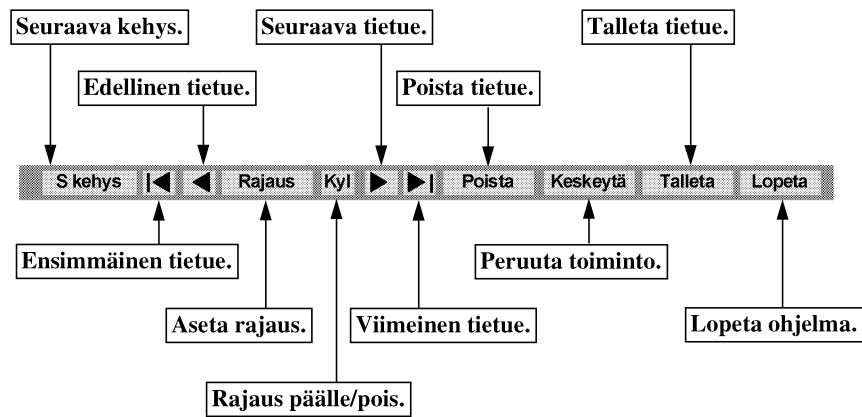 Seuraava kehys.
Seuraava tietue.
Talleta tietue.
Edellinen tietue.
Poista tietue.
S kehys Rajaus Kyl Poista Keskeytä Talleta Lopeta
Ensimmäinen tietue.
Peruuta toiminto.
Aseta rajaus.
Viimeinen tietue.
Lopeta ohjelma.
Rajaus päälle/pois.